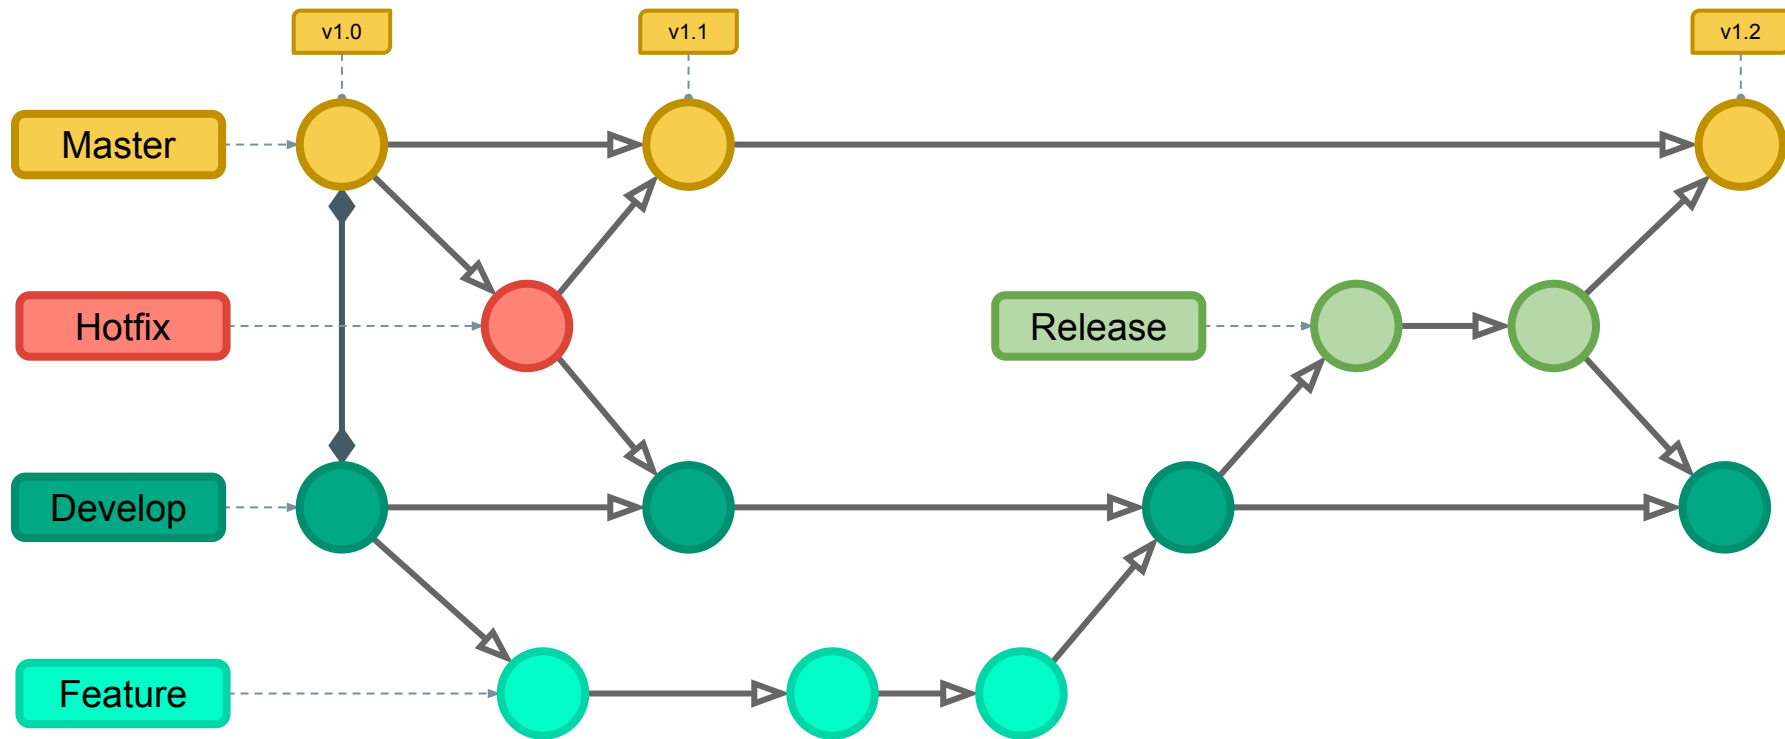 v1.0
v1.1
v1.2
Master
Hotfix
Release
Develop
Feature